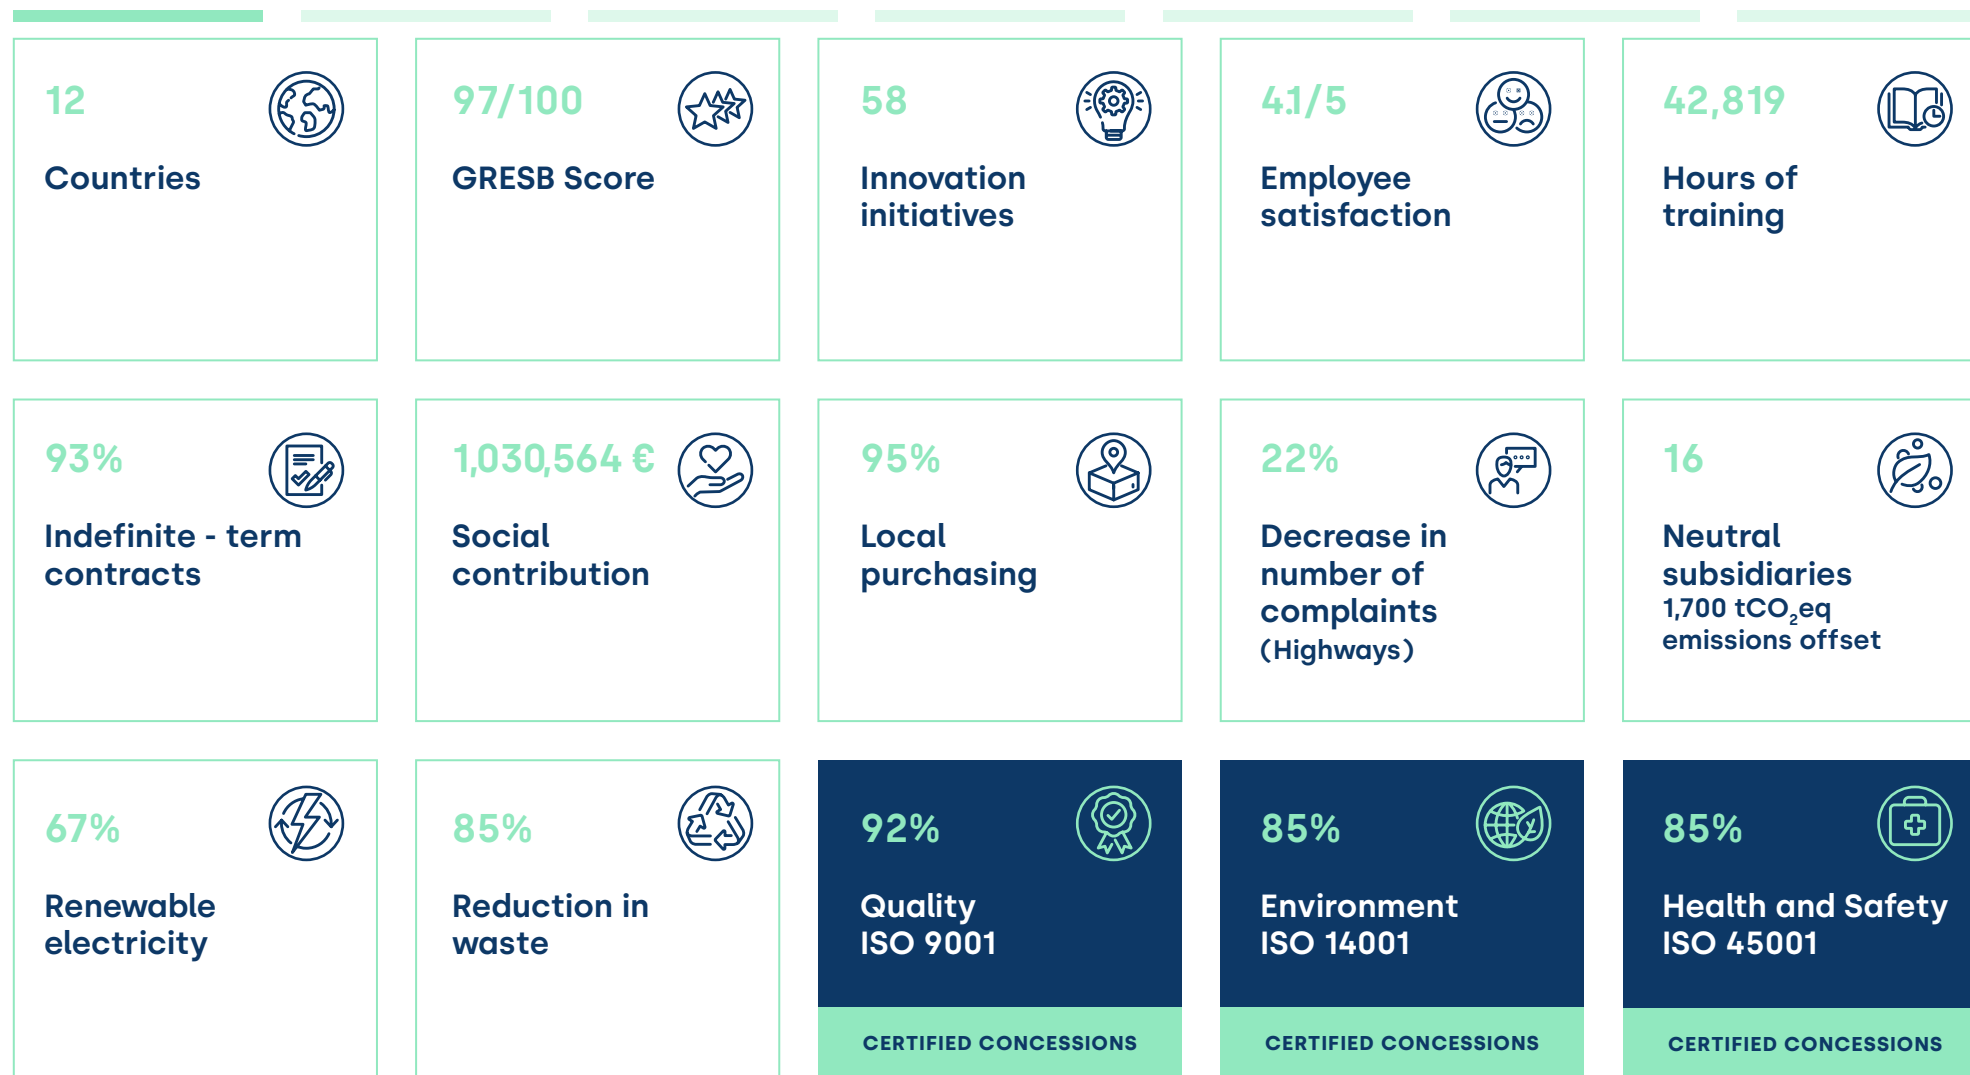 12
Countries
97/100
GRESB Score
58
Innovation
initiatives
4.1/5
Employee
satisfaction
42,819
Hours of
training
93%
Indefinite - term
contracts
1,030,564 €
Social
contribution
95%
Local
purchasing
22%
Decrease in
number of
complaints
(Highways)
16
Neutral
subsidiaries
1,700 tCO₂eq
emissions offset
67%
Renewable
electricity
85%
Reduction in
waste
92%
Quality
ISO 9001
CERTIFIED CONCESSIONS
85%
Environment
ISO 14001
CERTIFIED CONCESSIONS
85%
Health and Safety
ISO 45001
CERTIFIED CONCESSIONS